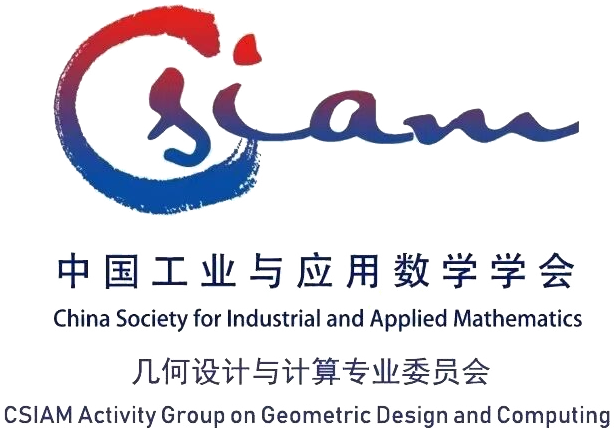 Csiam
中国工业与应用数学学会
China Society for Industrial and Applied Mathematics
几何设计与计算专业委员会
CSIAM Activity Group on Geometric Design and Computing